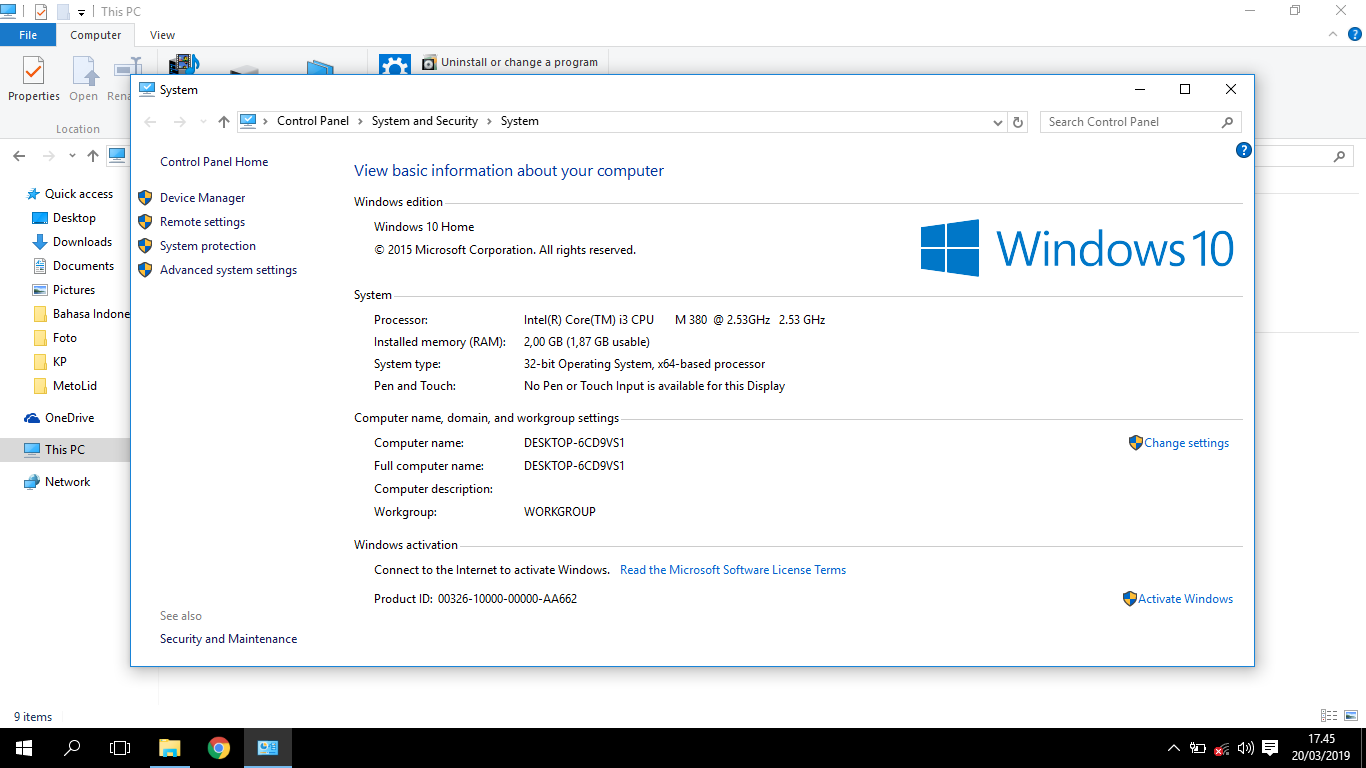 This PC
File Computer View
Uninstall or change a program
Properties Open
Location
System
Control Panel System and Security System
Search Control Panel
Control Panel Home
Device Manager
Remote settings
System protection
Advanced system settings
See also
Security and Maintenance
Quick access
Desktop
Downloads
Documents
Pictures
Bahasa Indone
Foto
KP
MetoLid
OneDrive
This PC
Network
View basic information about your computer
Windows edition
Windows 10 Home
© 2015 Microsoft Corporation. All rights reserved.
Windows 10
System
Processor: Intel(R) Core(TM) i3 CPU M 380 @ 2.53GHz 2.53 GHz
Installed memory (RAM): 2,00 GB (1,87 GB usable)
System type: 32-bit Operating System, x64-based processor
Pen and Touch: No Pen or Touch Input is available for this Display
Computer name, domain, and workgroup settings
Computer name: DESKTOP-6CD9VS1
Change settings
Full computer name: DESKTOP-6CD9VS1
Computer description:
Workgroup: WORKGROUP
Windows activation
Connect to the Internet to activate Windows. Read the Microsoft Software License Terms
Product ID: 00326-10000-00000-AA662
Activate Windows
9 items
17.45
20/03/2019